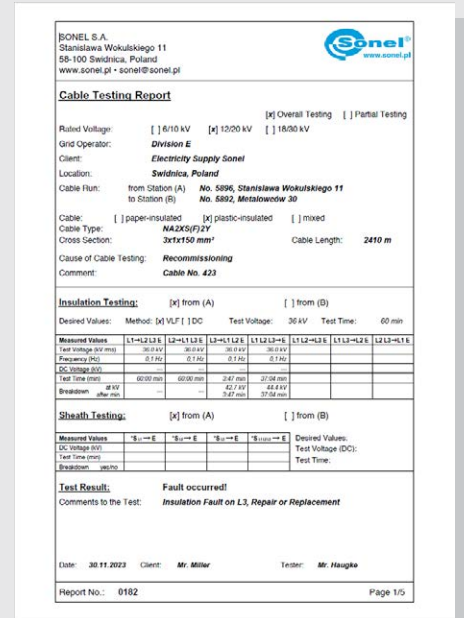 SONEL S.A.
Stanisława Wokulskiego 11
58-100 Swidnica, Poland
www.sonel.pl • sonel@sonel.pl
Sonel®
www.sonel.pl
Cable Testing Report
[x] Overall Testing [ ] Partial Testing
Rated Voltage: [ ] 6/10 kV [x] 12/20 kV [ ] 18/30 kV
Grid Operator: Division E
Client: Electricity Supply Sonel
Location: Swidnica, Poland
Cable Run: from Station (A) No. 5896, Stanislawa Wokulskiego 11
to Station (B) No. 5892, Metaloweów 30
Cable: [ ] paper-insulated [x] plastic-insulated [ ] mixed
Cable Type: NA2XS(F)2Y
Cross Section: 3x1x150 mm² Cable Length: 2410 m
Cause of Cable Testing: Recommissioning
Comment: Cable No. 423
Insulation Testing: [x] from (A) [ ] from (B)
Desired Values: Method: [x] VLF [ ] DC Test Voltage: 36 kV Test Time: 60 min
Measured Values L1→L2 L3 E L2→L1 L3 E L3→L1 L2 E L1 L2 L3→E L1 L2→L3 E L1 L3→L2 E L2 L3→L1 E
Test Voltage (kV rms) 36.0 kV 36.0 kV 36.0 kV 36.0 kV
Frequency (Hz) 0,1 Hz 0,1 Hz 0,1 Hz 0,1 Hz
DC Voltage (kV) --- --- --- ---
Test Time (min) 60:00 min 60:00 min 3:47 min 37:04 min
Breakdown at kV --- --- 42.7 kV 44.4 kV
after min 3:47 min 37:04 min
Sheath Testing: [x] from (A) [ ] from (B)
Measured Values Desired Values:
DC Voltage (kV) Test Voltage (DC):
Test Time (min) Test Time:
Breakdown yes/no
Test Result: Fault occurred!
Comments to the Test: Insulation Fault on L3, Repair or Replacement
Date: 30.11.2023 Client: Mr. Miller Tester: Mr. Haugke
Report No.: 0182 Page 1/5